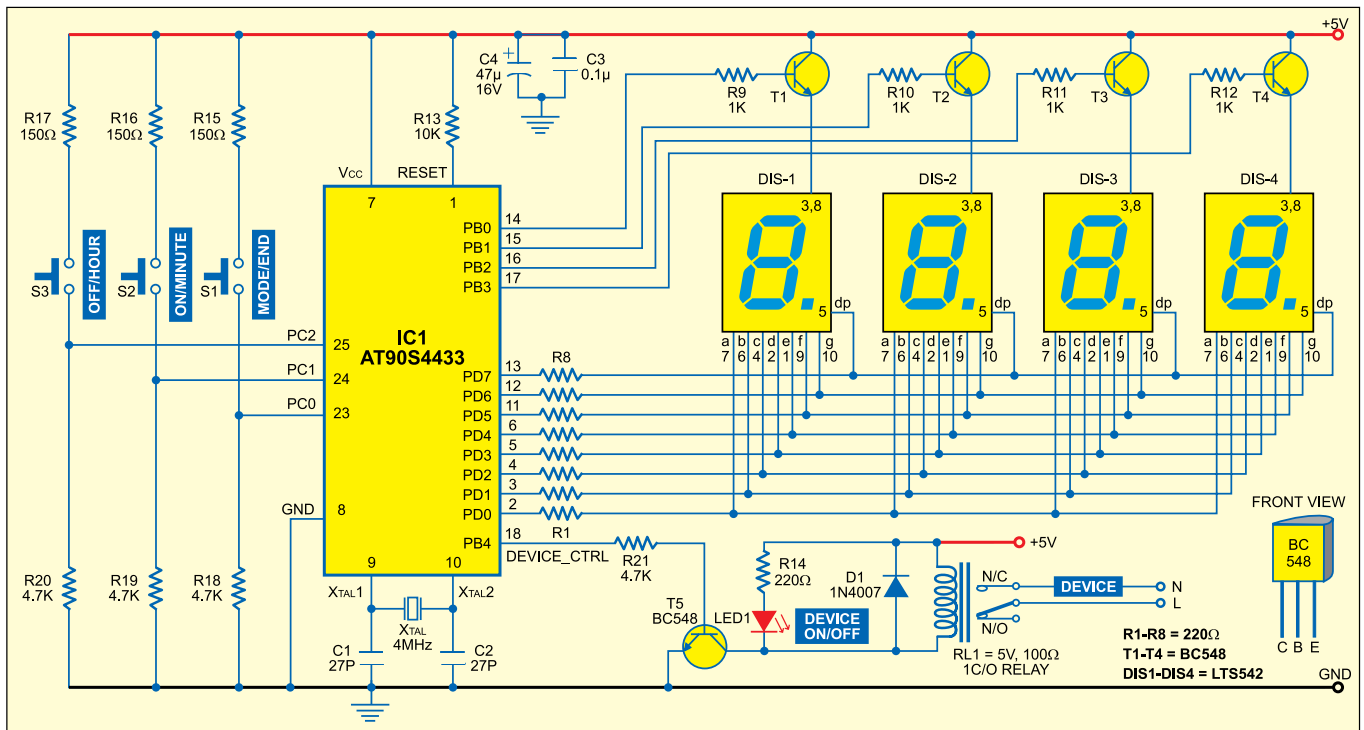 +5V
C4
47µ
16V
+
C3
0.1µ
R17
150Ω
R16
150Ω
R15
150Ω
R13
10K
R9
1K
T1
R10
1K
T2
R11
1K
T3
R12
1K
T4
VCC
RESET
7
1
DIS-1
DIS-2
DIS-3
DIS-4
3,8
3,8
3,8
3,8
PB0 14
PB1 15
PB2 16
PB3 17
S3
OFF/HOUR
S2
ON/MINUTE
S1
MODE/END
IC1
AT90S4433
PC2 25
PC1 24
PC0 23
5 dp
5 dp
5 dp
5 dp
a b c d e f g
7 6 4 2 1 9 10
a b c d e f g
7 6 4 2 1 9 10
a b c d e f g
7 6 4 2 1 9 10
a b c d e f g
7 6 4 2 1 9 10
PD7 13 R8
PD6 12
PD5 11
PD4 6
PD3 5
PD2 4
PD1 3
PD0 2
R1
GND 8
PB4 18
DEVICE_CTRL
9
10
XTAL1
XTAL2
XTAL
4MHz
C1
27P
C2
27P
R20
4.7K
R19
4.7K
R18
4.7K
R21
4.7K
T5
BC548
R14
220Ω
LED1
DEVICE
ON/OFF
D1
1N4007
+5V
N/C
N/O
DEVICE
N
L
RL1 = 5V, 100Ω
1C/O RELAY
FRONT VIEW
BC
548
C B E
R1-R8 = 220Ω
T1-T4 = BC548
DIS1-DIS4 = LTS542
GND